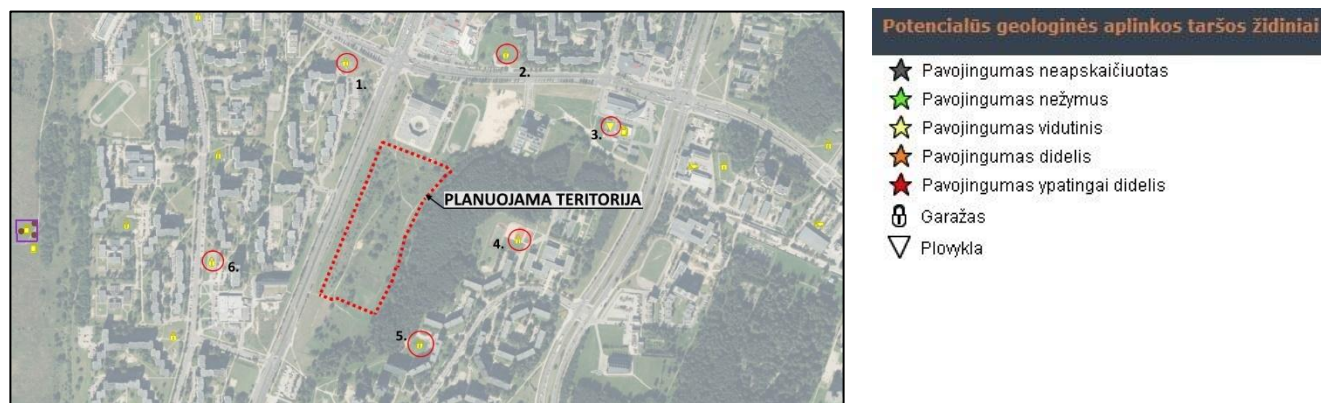 1.
2.
3.
PLANUOJAMA TERITORIJA
4.
6.
5.
Potencialūs geologinės aplinkos taršos židiniai
Pavojingumas neapskaičiuotas
Pavojingumas nežymus
Pavojingumas vidutinis
Pavojingumas didelis
Pavojingumas ypatingai didelis
Garažas
Plovykla